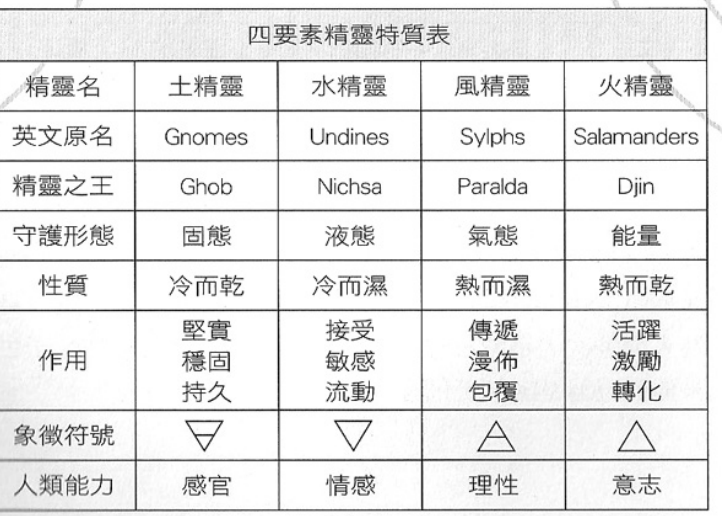 四要素精靈特質表
精靈名 土精靈 水精靈 風精靈 火精靈
英文原名 Gnomes Undines Sylphs Salamanders
精靈之王 Ghob Nichsa Paralda Djin
守護形態 固態 液態 氣態 能量
性質 冷而乾 冷而濕 熱而濕 熱而乾
作用 堅實 穩固 持久 接受 敏感 流動 傳遞 漫佈 包覆 活躍 激勵 轉化
象徵符號
人類能力 感官 情感 理性 意志